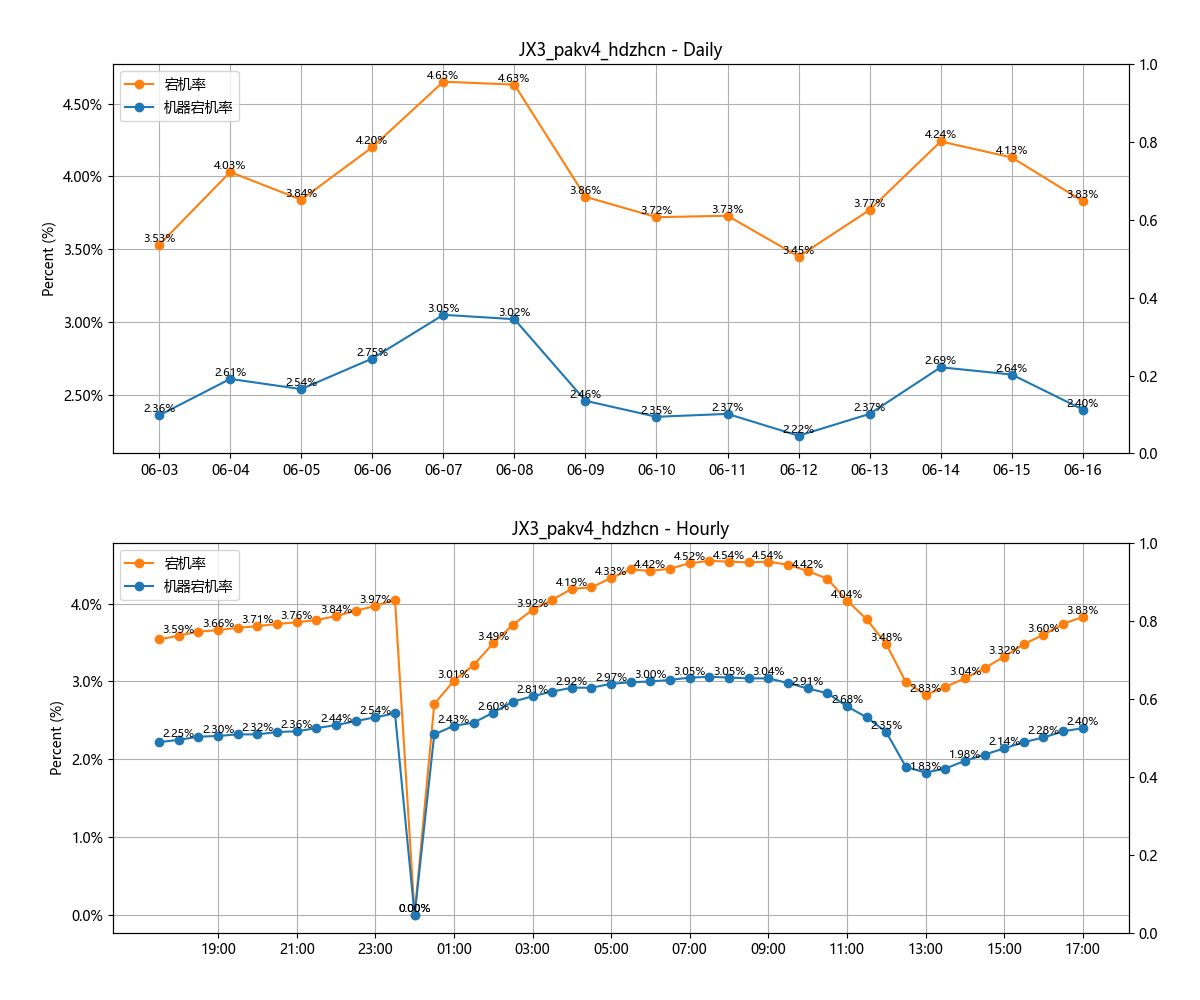 JX3_pakv4_hdzhcn - Daily
宕机率
机器宕机率
Percent (%)
4.50%
4.00%
3.50%
3.00%
2.50%
1.0
0.8
0.6
0.4
0.2
0.0
3.53% 4.03% 3.84% 4.20% 4.65% 4.63% 3.86% 3.72% 3.73% 3.45% 3.77% 4.24% 4.13% 3.83%
2.36% 2.61% 2.54% 2.75% 3.05% 3.02% 2.46% 2.35% 2.37% 2.22% 2.37% 2.69% 2.64% 2.40%
06-03 06-04 06-05 06-06 06-07 06-08 06-09 06-10 06-11 06-12 06-13 06-14 06-15 06-16
JX3_pakv4_hdzhcn - Hourly
宕机率
机器宕机率
Percent (%)
4.0%
3.0%
2.0%
1.0%
0.0%
1.0
0.8
0.6
0.4
0.2
0.0
3.59% 3.66% 3.71% 3.76% 3.84% 3.97% 0.00% 3.01% 3.49% 3.92% 4.19% 4.33% 4.42% 4.52% 4.54% 4.54% 4.42% 4.04% 3.48% 2.83% 3.04% 3.32% 3.60% 3.83%
2.25% 2.30% 2.32% 2.36% 2.44% 2.54% 0.00% 2.43% 2.60% 2.81% 2.92% 2.97% 3.00% 3.05% 3.05% 3.04% 2.91% 2.68% 2.35% 1.83% 1.98% 2.14% 2.28% 2.40%
19:00 21:00 23:00 01:00 03:00 05:00 07:00 09:00 11:00 13:00 15:00 17:00